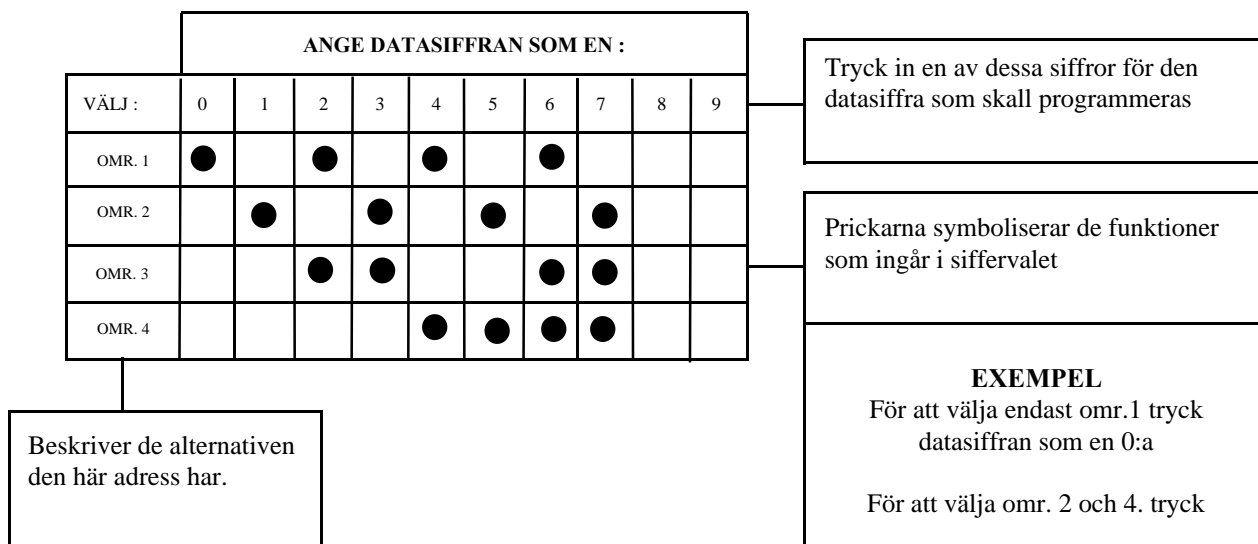 ANGE DATASIFFRAN SOM EN :
VÄLJ : 0 1 2 3 4 5 6 7 8 9
OMR. 1
OMR. 2
OMR. 3
OMR. 4
Tryck in en av dessa siffror för den
datasiffra som skall programmeras
Prickarna symboliserar de funktioner
som ingår i siffervalet
EXEMPEL
För att välja endast omr.1 tryck
datasiffran som en 0:a
För att välja omr. 2 och 4. tryck
Beskriver de alternativen
den här adress har.